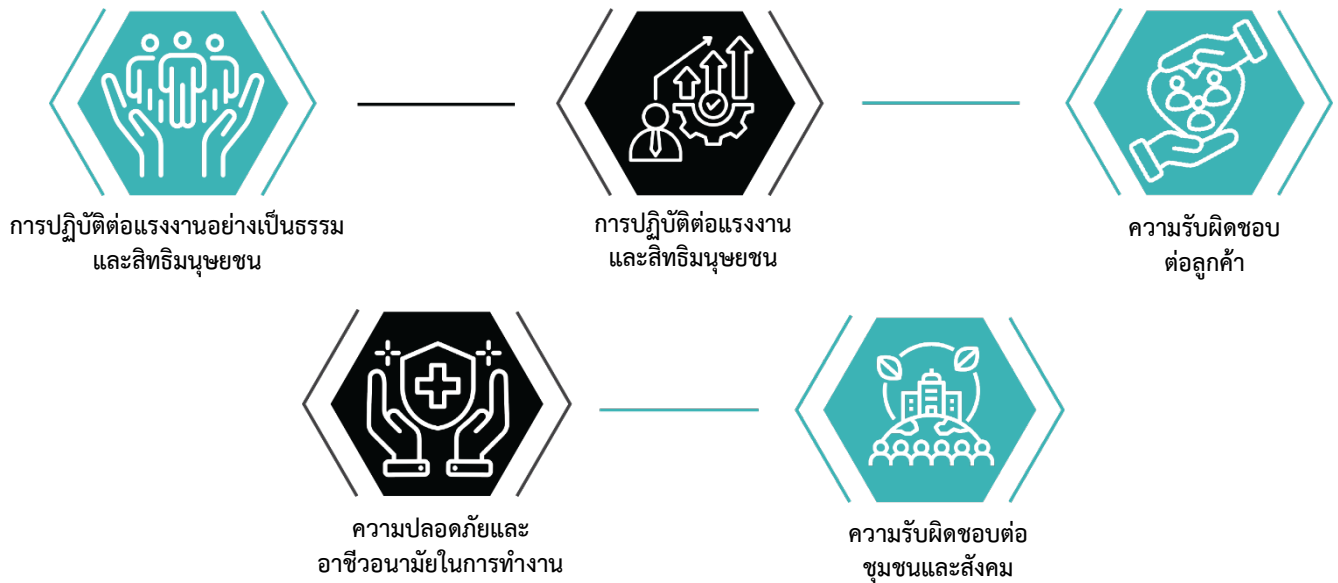 การปฏิบัติต่อแรงงานอย่างเป็นธรรม
และสิทธิมนุษยชน
การปฏิบัติต่อแรงงาน
และสิทธิมนุษยชน
ความรับผิดชอบ
ต่อลูกค้า
ความปลอดภัยและ
อาชีวอนามัยในการทำงาน
ความรับผิดชอบต่อ
ชุมชนและสังคม